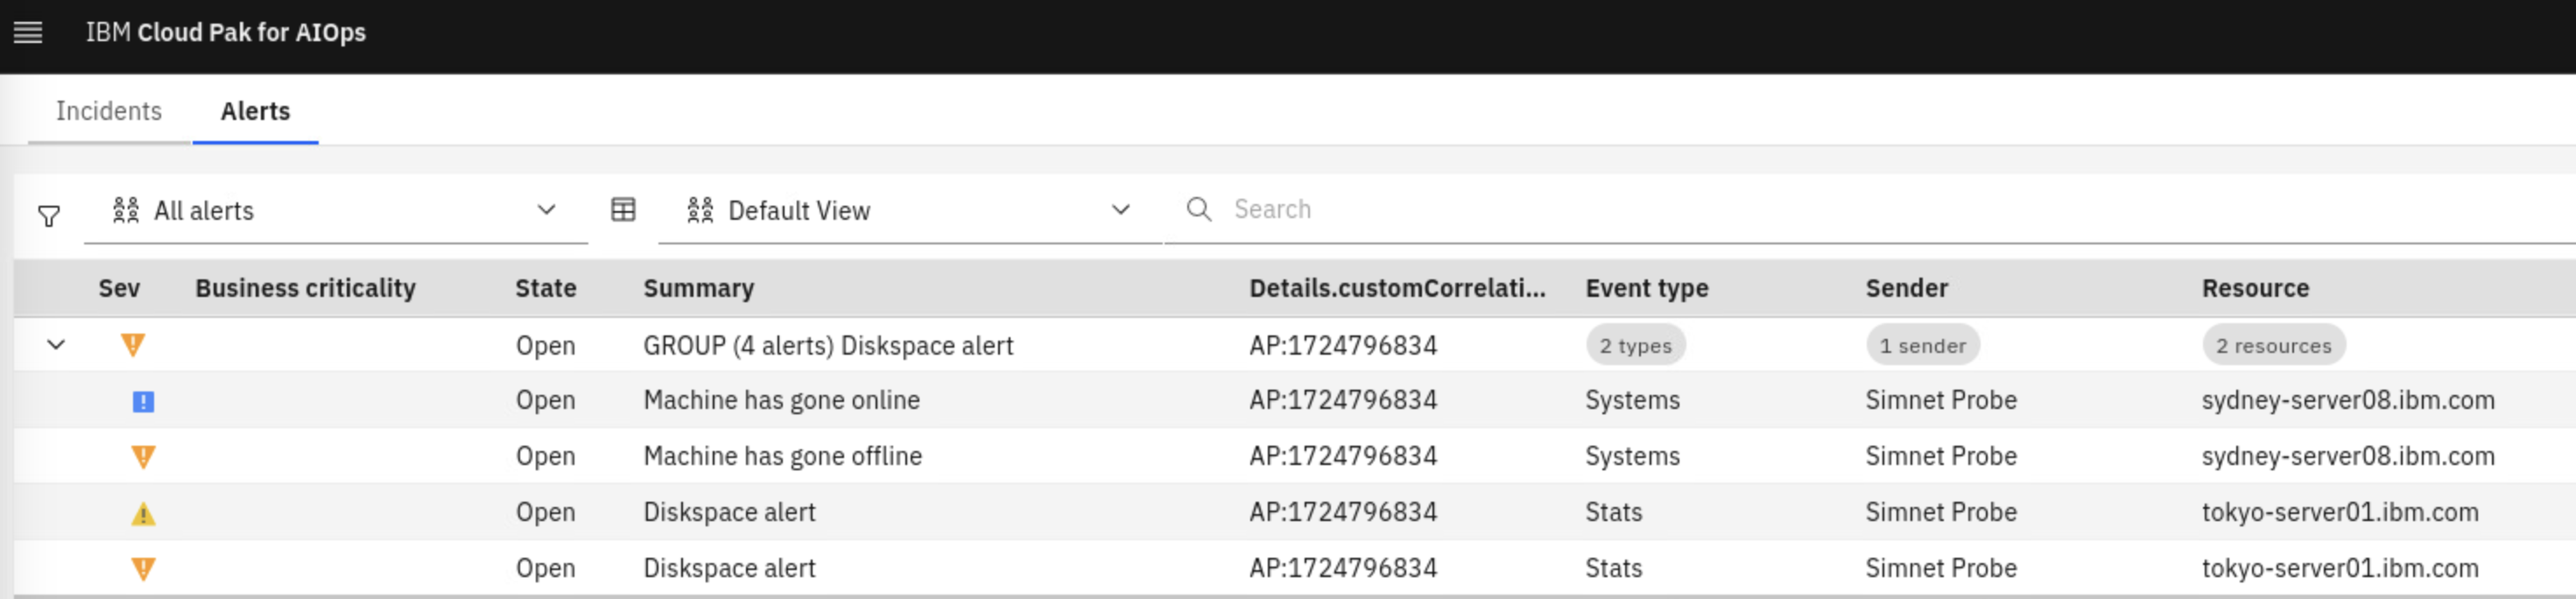 IBM Cloud Pak for AIOps
Incidents Alerts
All alerts Default View Search
Sev Business criticality State Summary Details.customCorrelati... Event type Sender Resource
Open GROUP (4 alerts) Diskspace alert AP:1724796834 2 types 1 sender 2 resources
Open Machine has gone online AP:1724796834 Systems Simnet Probe sydney-server08.ibm.com
Open Machine has gone offline AP:1724796834 Systems Simnet Probe sydney-server08.ibm.com
Open Diskspace alert AP:1724796834 Stats Simnet Probe tokyo-server01.ibm.com
Open Diskspace alert AP:1724796834 Stats Simnet Probe tokyo-server01.ibm.com